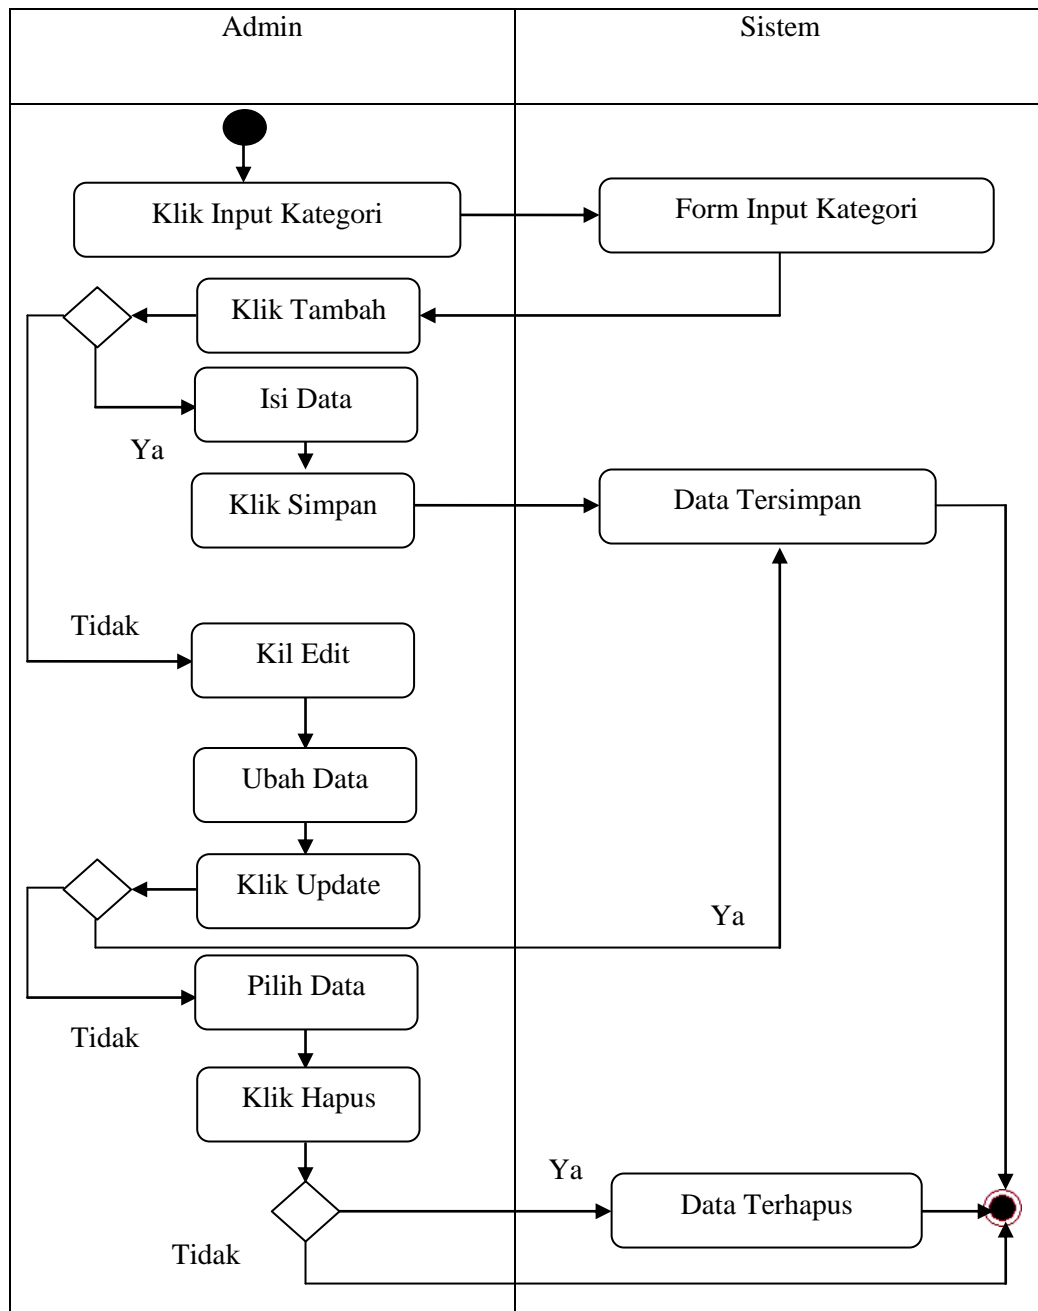 Admin
Sistem
Klik Input Kategori
Form Input Kategori
Klik Tambah
Isi Data
Ya
Klik Simpan
Data Tersimpan
Tidak
Kil Edit
Ubah Data
Klik Update
Ya
Pilih Data
Tidak
Klik Hapus
Ya
Data Terhapus
Tidak